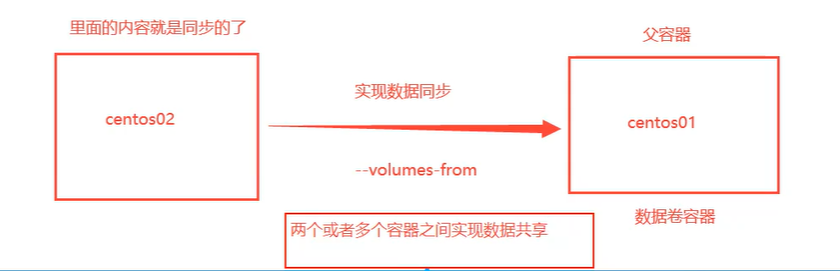 里面的内容就是同步的了
父容器
实现数据同步
centos02
centos01
--volumes-from
数据卷容器
两个或者多个容器之间实现数据共享